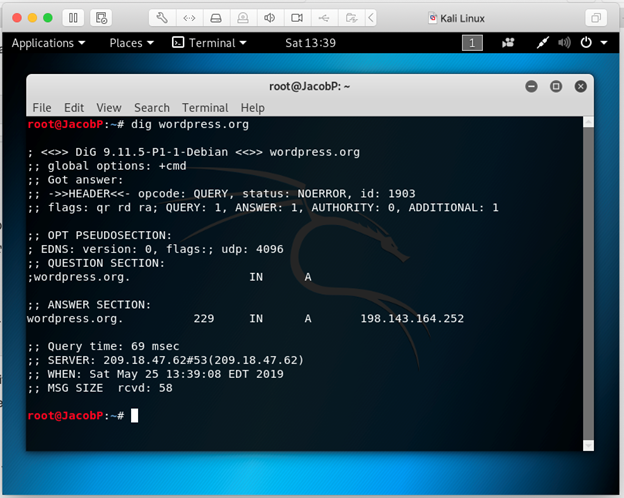 Kali Linux
Applications Places Terminal Sat 13:39 1
root@JacobP: ~
File Edit View Search Terminal Help
root@JacobP:~# dig wordpress.org
; <<>> DiG 9.11.5-P1-1-Debian <<>> wordpress.org
;; global options: +cmd
;; Got answer:
;; ->>HEADER<<- opcode: QUERY, status: NOERROR, id: 1903
;; flags: qr rd ra; QUERY: 1, ANSWER: 1, AUTHORITY: 0, ADDITIONAL: 1
;; OPT PSEUDOSECTION:
; EDNS: version: 0, flags:; udp: 4096
;; QUESTION SECTION:
;wordpress.org. IN A
;; ANSWER SECTION:
wordpress.org. 229 IN A 198.143.164.252
;; Query time: 69 msec
;; SERVER: 209.18.47.62#53(209.18.47.62)
;; WHEN: Sat May 25 13:39:08 EDT 2019
;; MSG SIZE rcvd: 58
root@JacobP:~#